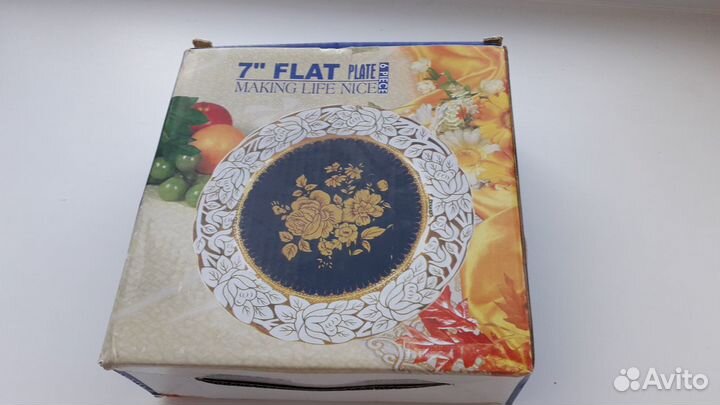 7" FLAT PLATE 6 PIECE
MAKING LIFE NICE
Avito